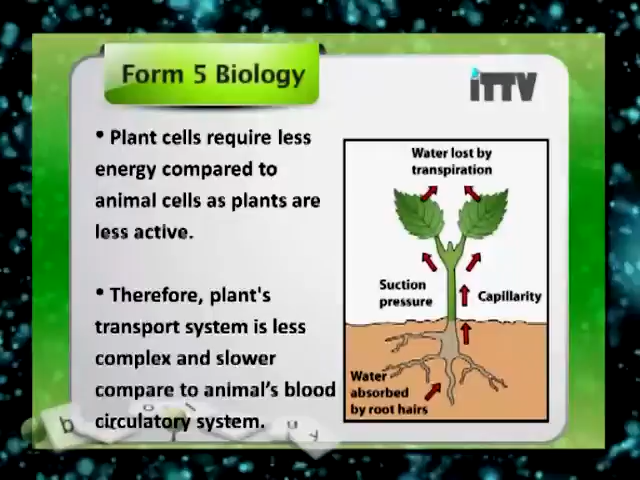 Form 5 Biology
iTTV
• Plant cells require less
energy compared to
animal cells as plants are
less active.
• Therefore, plant's
transport system is less
complex and slower
compare to animal's blood
circulatory system.
Water lost by
transpiration
Suction
pressure
Capillarity
Water
absorbed
by root hairs